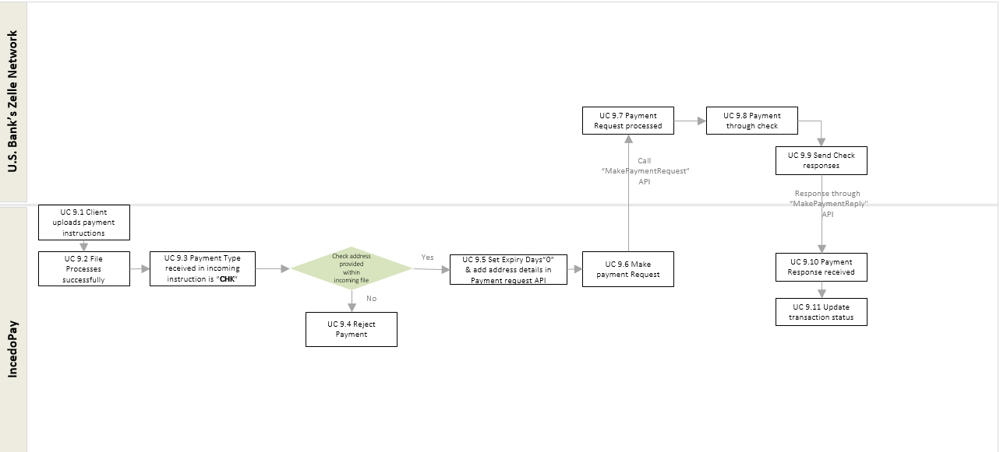 U.S. Bank’s Zelle Network
UC 9.7 Payment
Request processed
UC 9.8 Payment
through check
UC 9.9 Send Check
responses
Call
“MakePaymentRequest”
API
Response through
“MakePaymentReply”
API
IncedoPay
UC 9.1 Client
uploads payment
instructions
UC 9.2 File
Processes
successfully
UC 9.3 Payment Type
received in incoming
instruction is “CHK”
Check address
provided
within
incoming file
Yes
No
UC 9.4 Reject
Payment
UC 9.5 Set Expiry Days”0”
& add address details in
Payment request API
UC 9.6 Make
payment Request
UC 9.10 Payment
Response received
UC 9.11 Update
transaction status